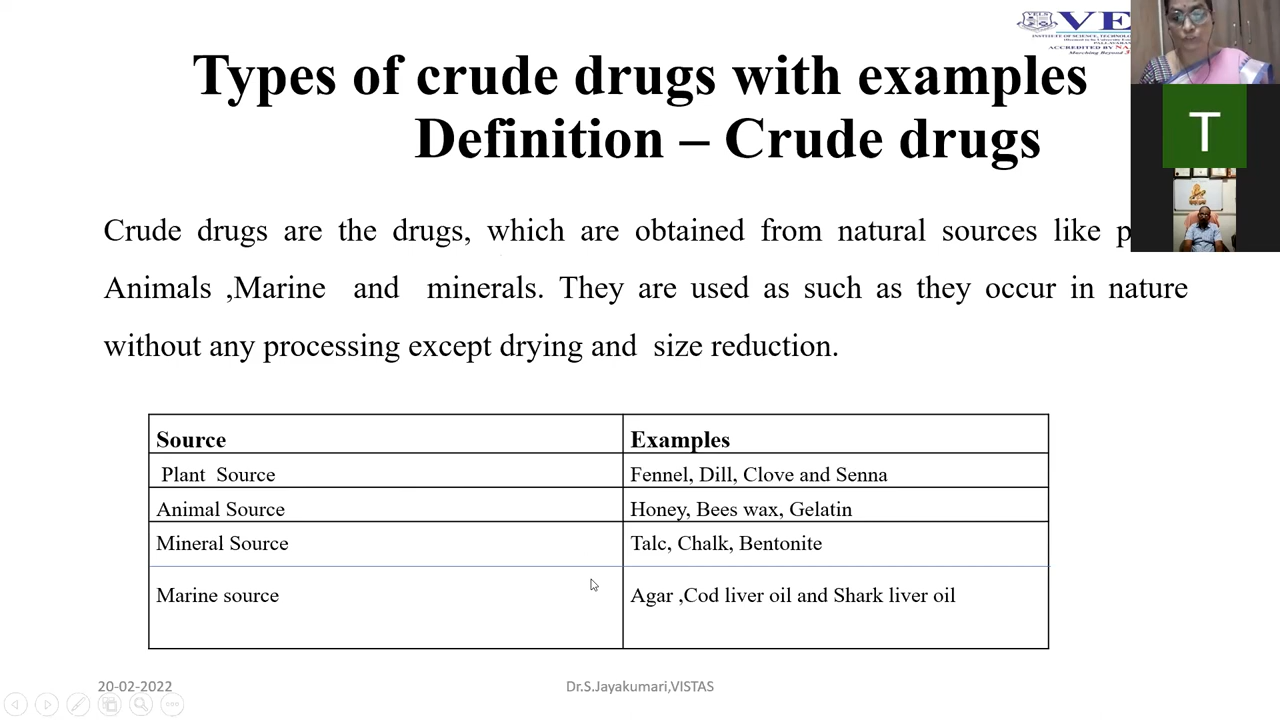 VE
ACCREDITED BY NA
Types of crude drugs with examples
Definition – Crude drugs
T
Crude drugs are the drugs, which are obtained from natural sources like p
Animals ,Marine and minerals. They are used as such as they occur in nature
without any processing except drying and size reduction.
Source Examples
Plant Source Fennel, Dill, Clove and Senna
Animal Source Honey, Bees wax, Gelatin
Mineral Source Talc, Chalk, Bentonite
Marine source Agar ,Cod liver oil and Shark liver oil
20-02-2022 Dr.S.Jayakumari,VISTAS